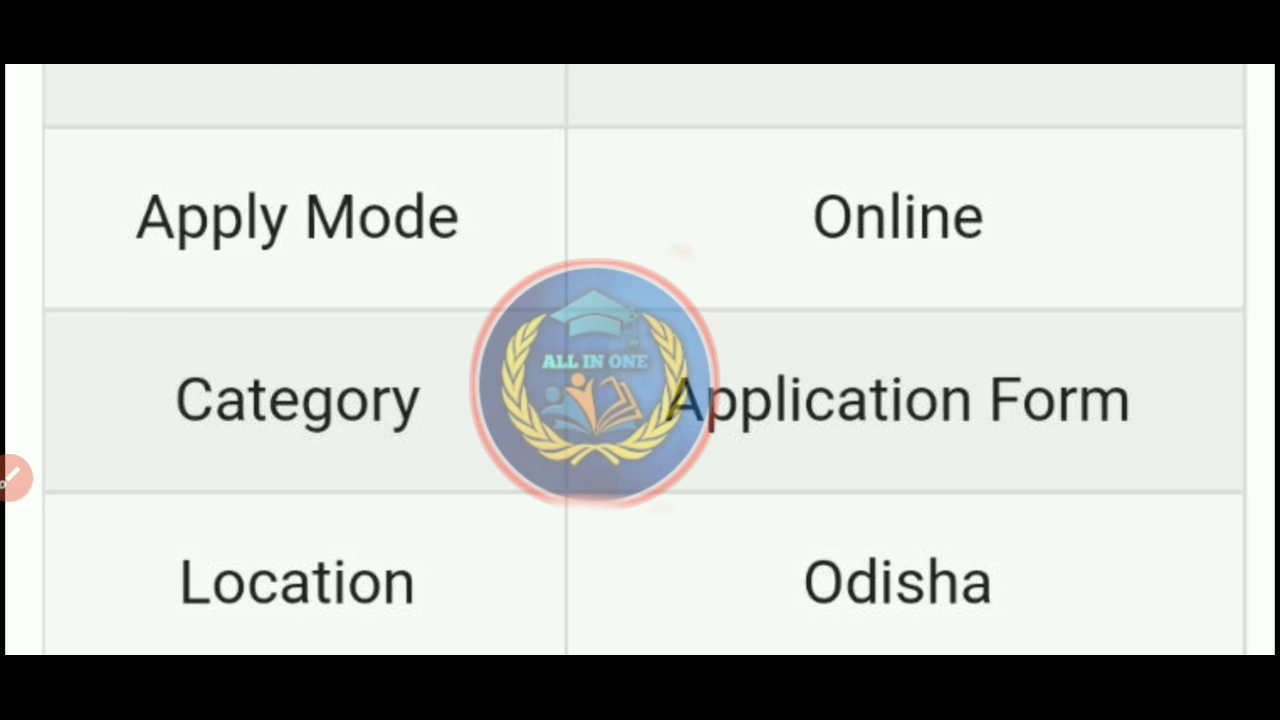 Apply Mode Online
ALL IN ONE
Category Application Form
Location Odisha